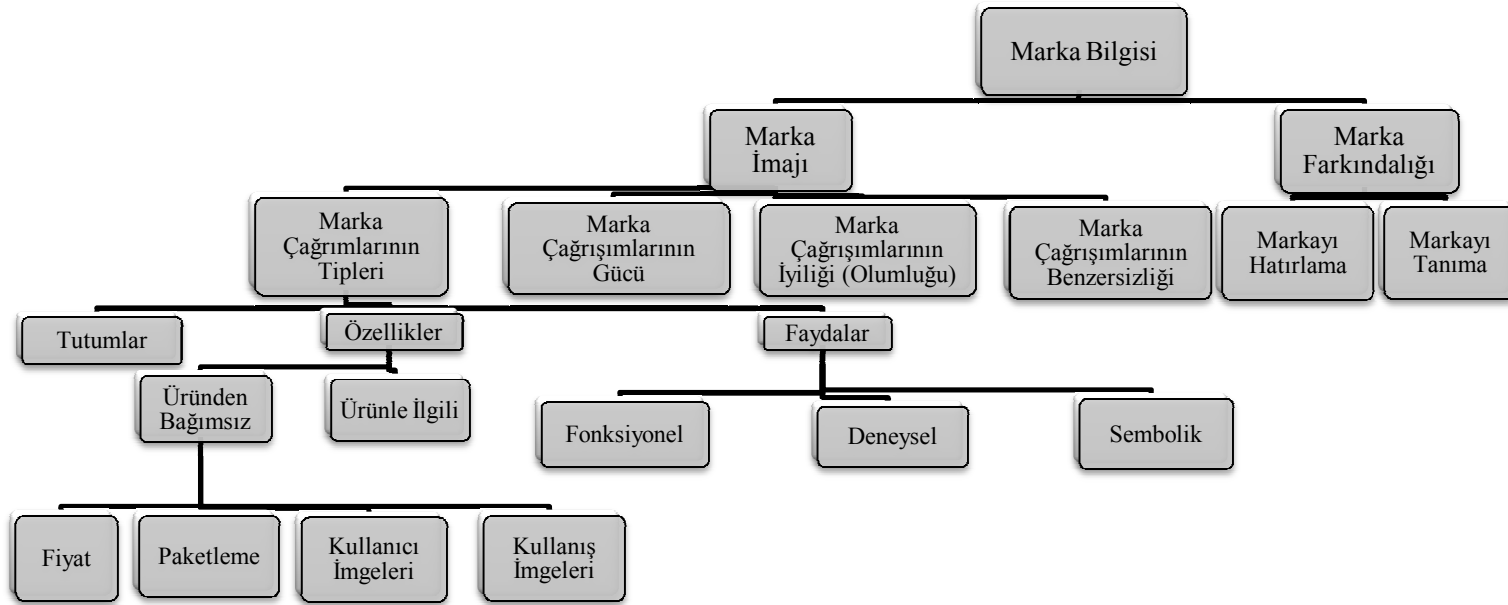 Marka Bilgisi
Marka
İmajı
Marka
Farkındalığı
Marka
Çağrımlarının
Tipleri
Marka
Çağrışımlarının
Gücü
Marka
Çağrışımlarının
İyiliği (Olumluğu)
Marka
Çağrışımlarının
Benzersizliği
Markayı
Hatırlama
Markayı
Tanıma
Tutumlar
Özellikler
Faydalar
Üründen
Bağımsız
Ürünle İlgili
Fonksiyonel
Deneysel
Sembolik
Fiyat
Paketleme
Kullanıcı
İmgeleri
Kullanış
İmgeleri